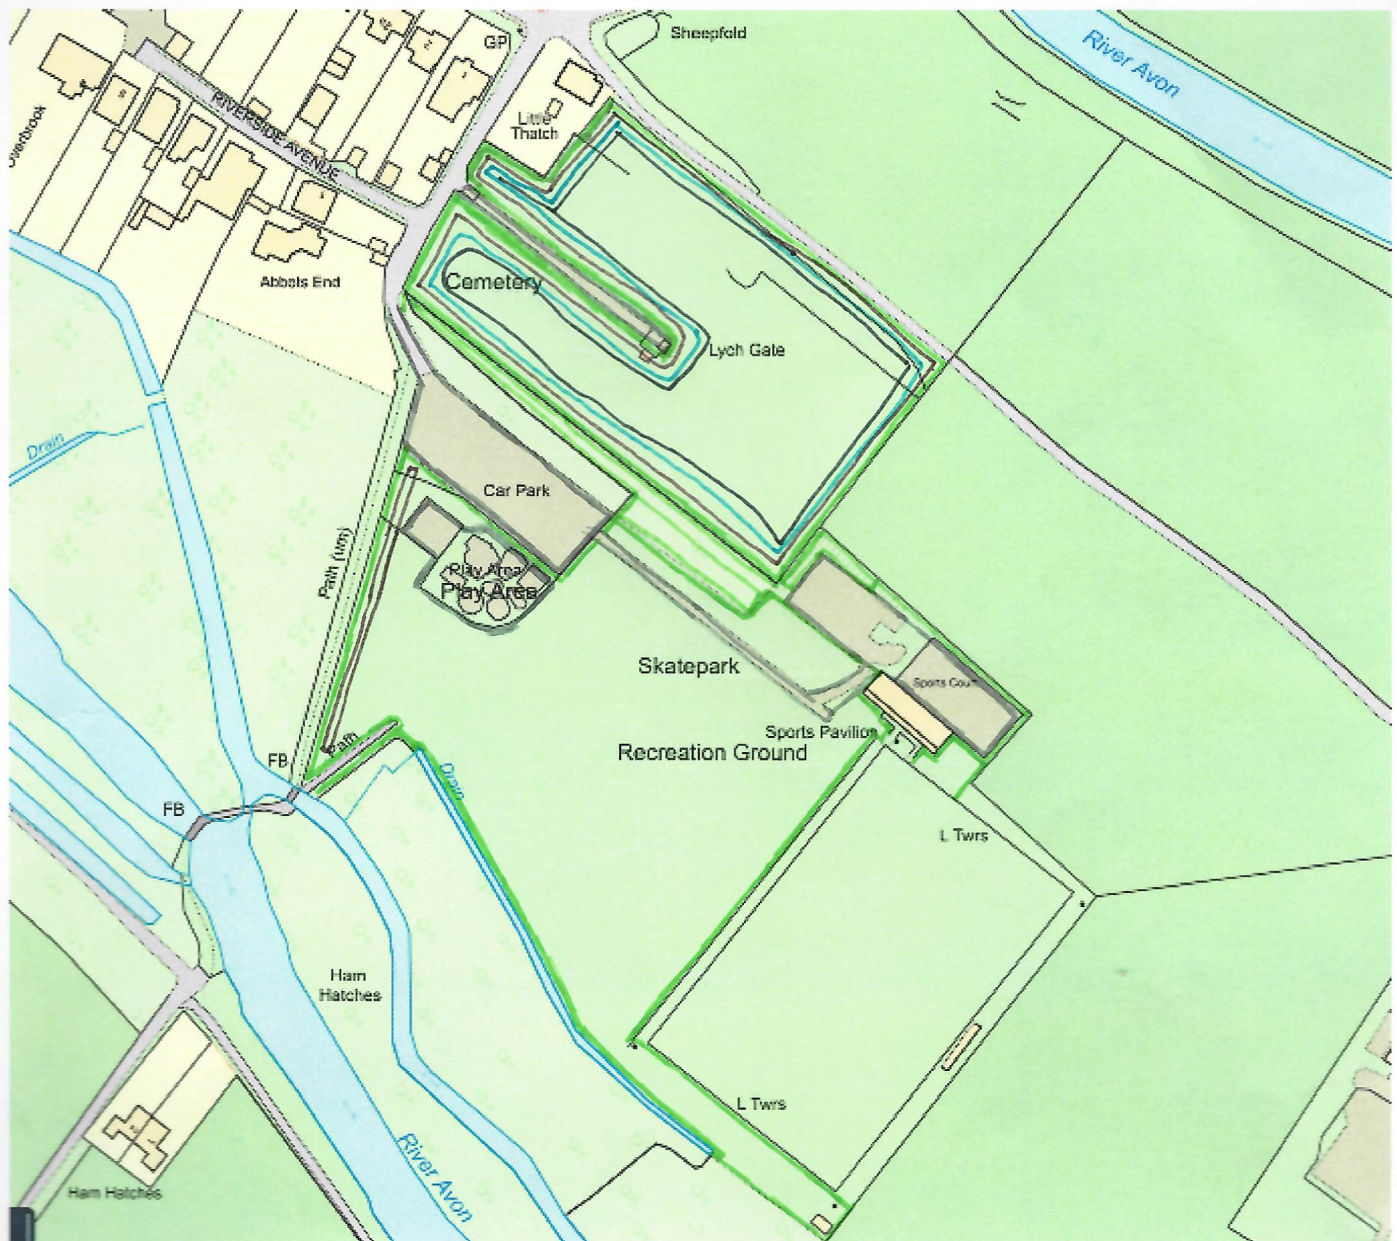 Sheepfold
GP
River Avon
Little
Thatch
RIVERSIDE AVENUE
Overbrook
Cemetery
Abbots End
Lych Gate
Drain
Car Park
Path (um)
Play Area
Play Area
Skatepark
Sports Court
Sports Pavilion
Recreation Ground
Path
FB
Drain
FB
L Twrs
Ham
Hatches
L Twrs
River Avon
Ham Hatches